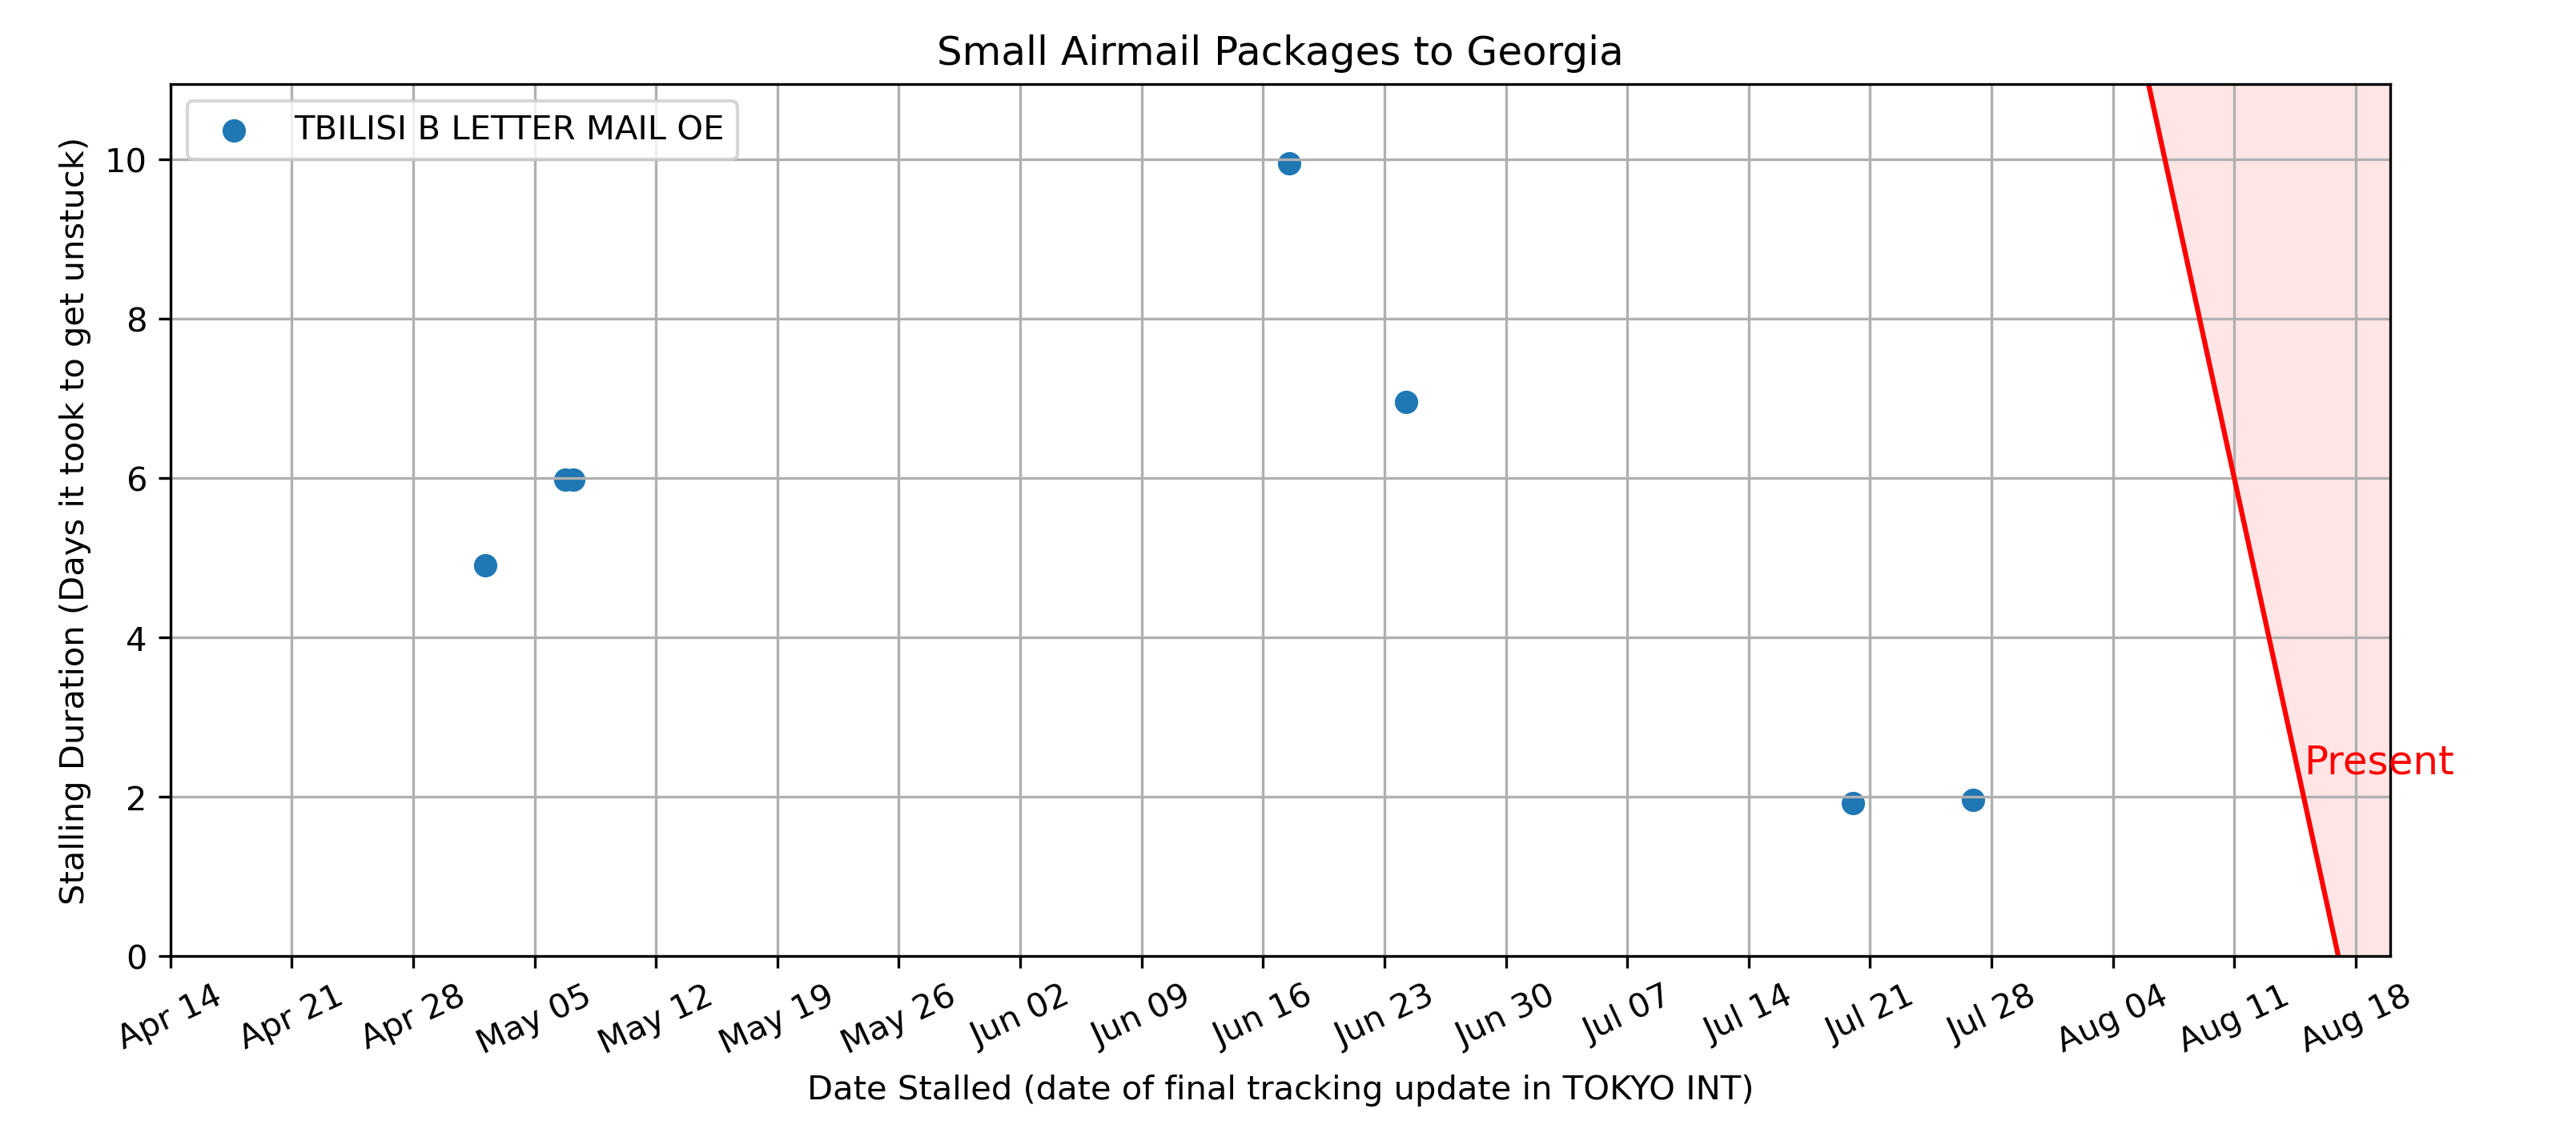 Small Airmail Packages to Georgia
TBILISI B LETTER MAIL OE
Stalling Duration (Days it took to get unstuck)
10
8
6
4
2
0
Present
Apr 14
Apr 21
Apr 28
May 05
May 12
May 19
May 26
Jun 02
Jun 09
Jun 16
Jun 23
Jun 30
Jul 07
Jul 14
Jul 21
Jul 28
Aug 04
Aug 11
Aug 18
Date Stalled (date of final tracking update in TOKYO INT)